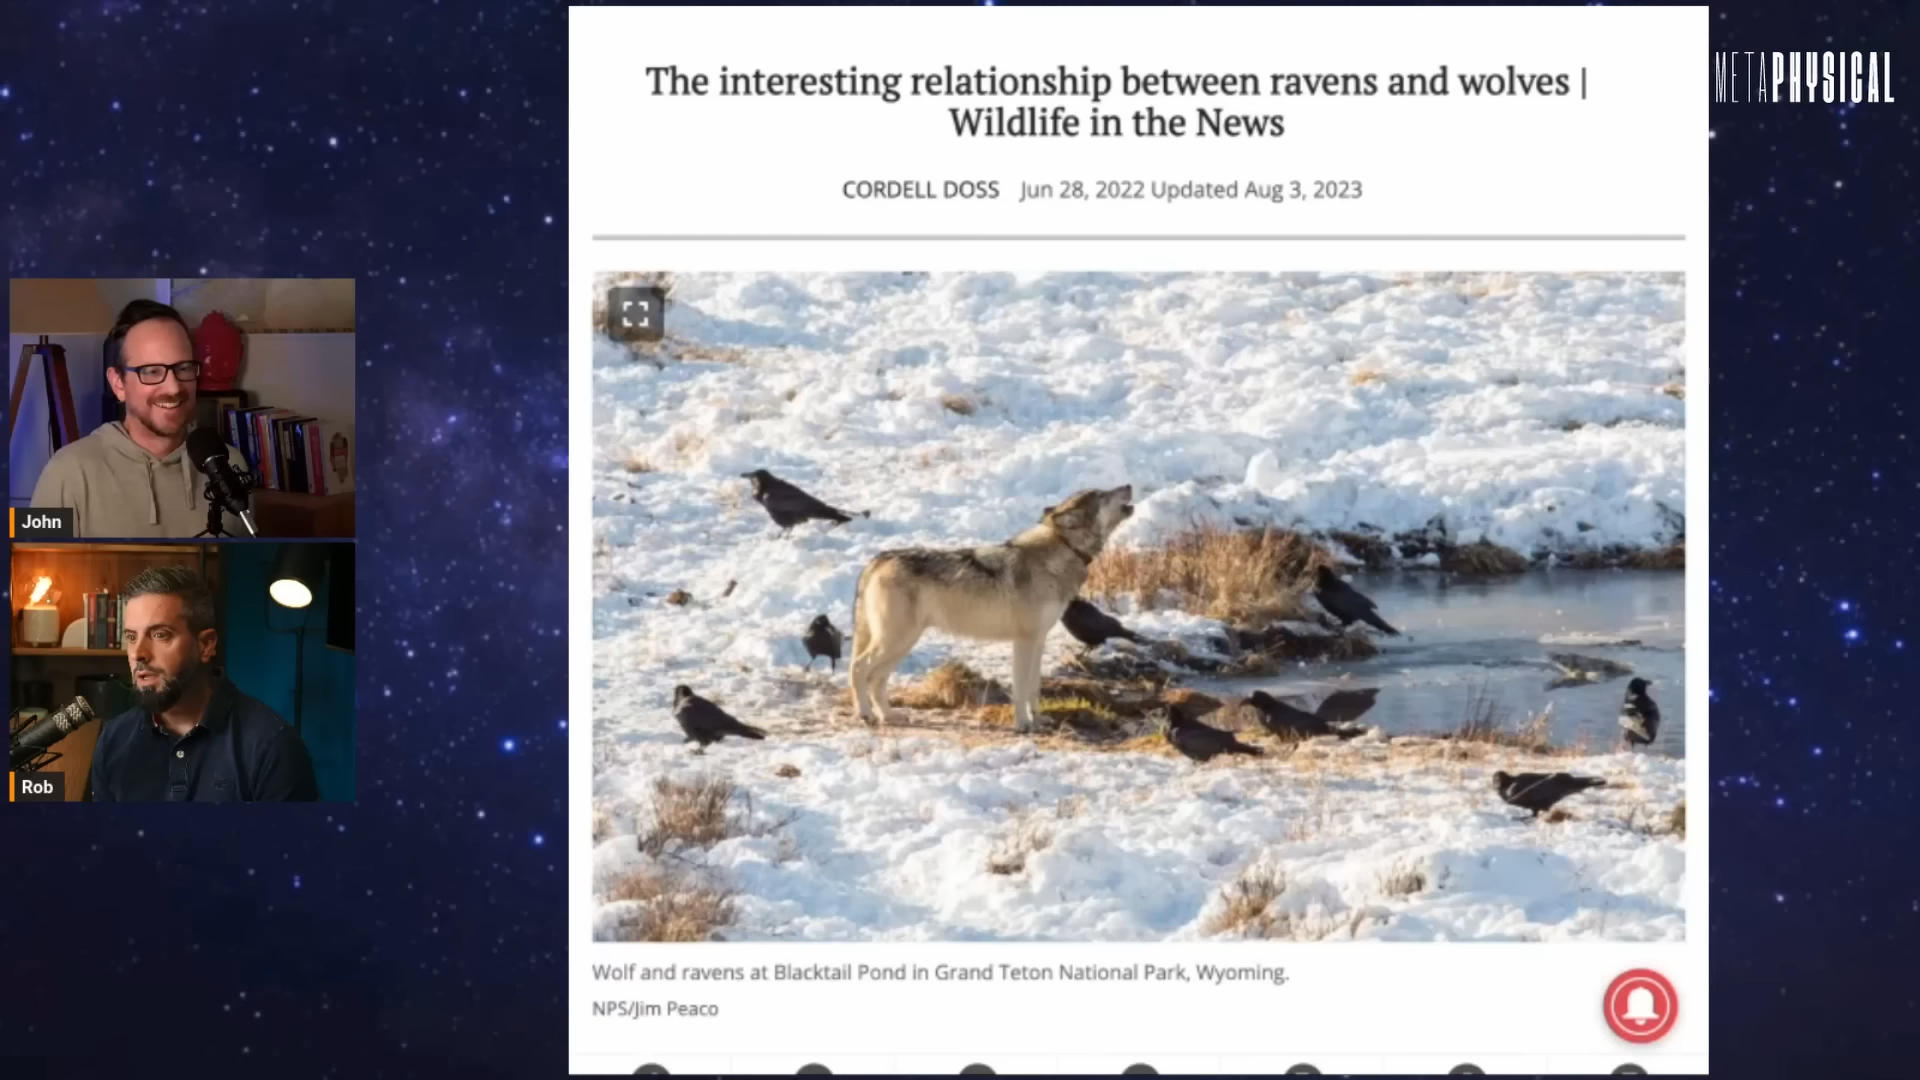 The interesting relationship between ravens and wolves |
Wildlife in the News
CORDELL DOSS Jun 28, 2022 Updated Aug 3, 2023
METAPHYSICAL
John
Rob
Wolf and ravens at Blacktail Pond in Grand Teton National Park, Wyoming.
NPS/Jim Peaco